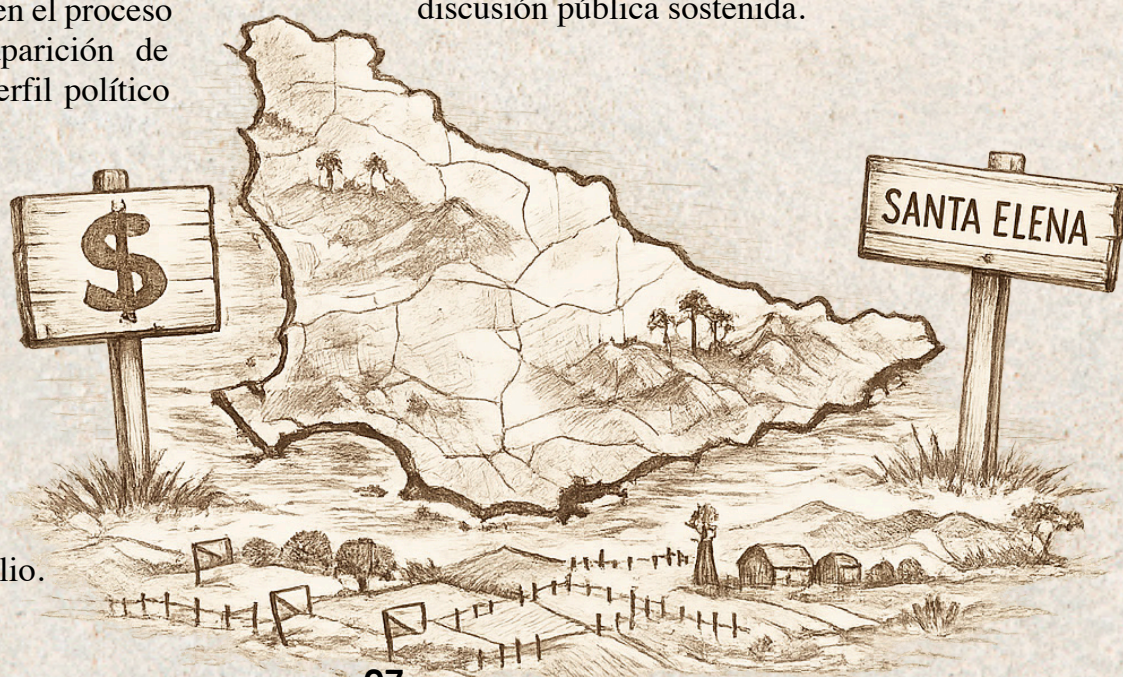 en el proceso
parición de
erfil político
discusión pública sostenida.
$
SANTA ELENA
lio.